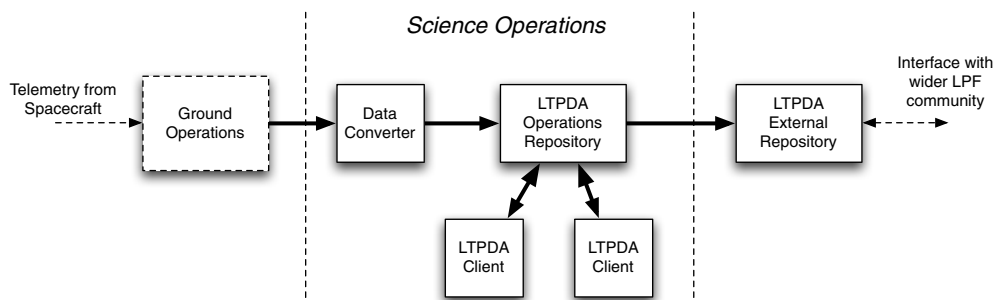 Science Operations
Telemetry from
Spacecraft
Ground
Operations
Data
Converter
LTPDA
Operations
Repository
LTPDA
External
Repository
Interface with
wider LPF
community
LTPDA
Client
LTPDA
Client